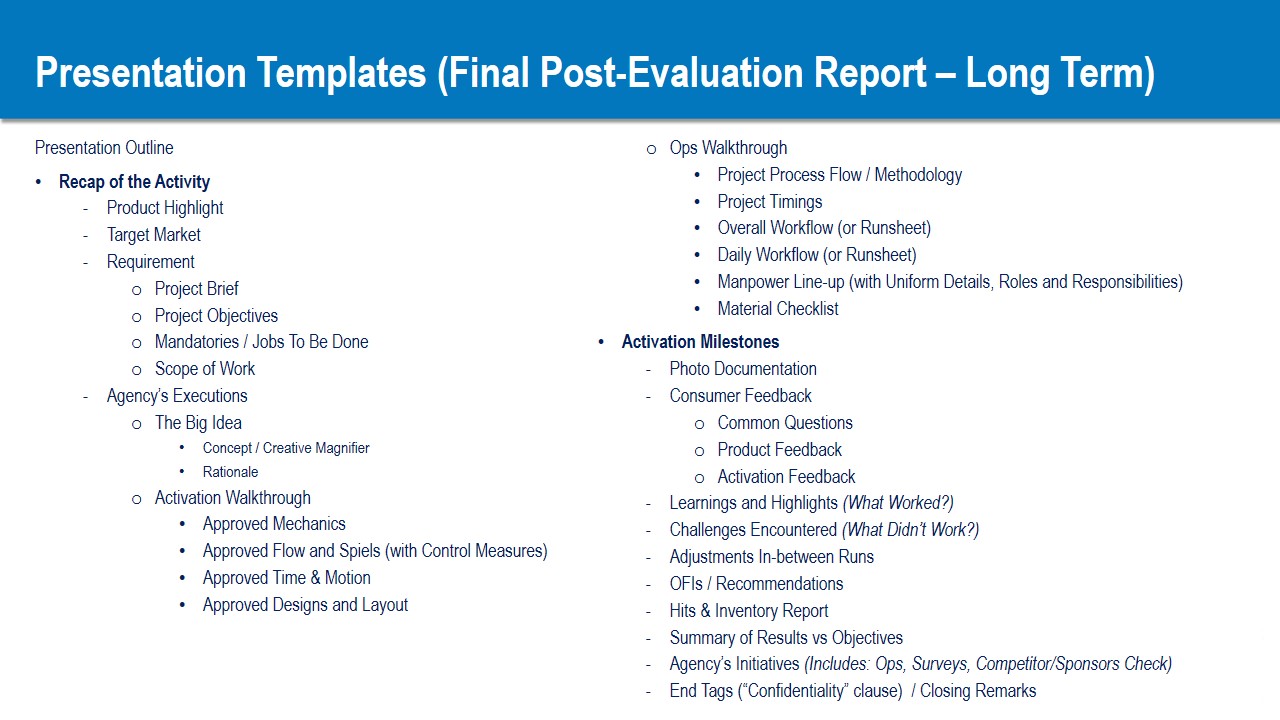 Presentation Templates (Final Post-Evaluation Report – Long Term)
Presentation Outline
• Recap of the Activity
- Product Highlight
- Target Market
- Requirement
o Project Brief
o Project Objectives
o Mandatories / Jobs To Be Done
o Scope of Work
- Agency’s Executions
o The Big Idea
• Concept / Creative Magnifier
• Rationale
o Activation Walkthrough
• Approved Mechanics
• Approved Flow and Spiels (with Control Measures)
• Approved Time & Motion
• Approved Designs and Layout
o Ops Walkthrough
• Project Process Flow / Methodology
• Project Timings
• Overall Workflow (or Runsheet)
• Daily Workflow (or Runsheet)
• Manpower Line-up (with Uniform Details, Roles and Responsibilities)
• Material Checklist
• Activation Milestones
- Photo Documentation
- Consumer Feedback
o Common Questions
o Product Feedback
o Activation Feedback
- Learnings and Highlights (What Worked?)
- Challenges Encountered (What Didn’t Work?)
- Adjustments In-between Runs
- OFIs / Recommendations
- Hits & Inventory Report
- Summary of Results vs Objectives
- Agency’s Initiatives (Includes: Ops, Surveys, Competitor/Sponsors Check)
- End Tags (“Confidentiality” clause)  / Closing Remarks